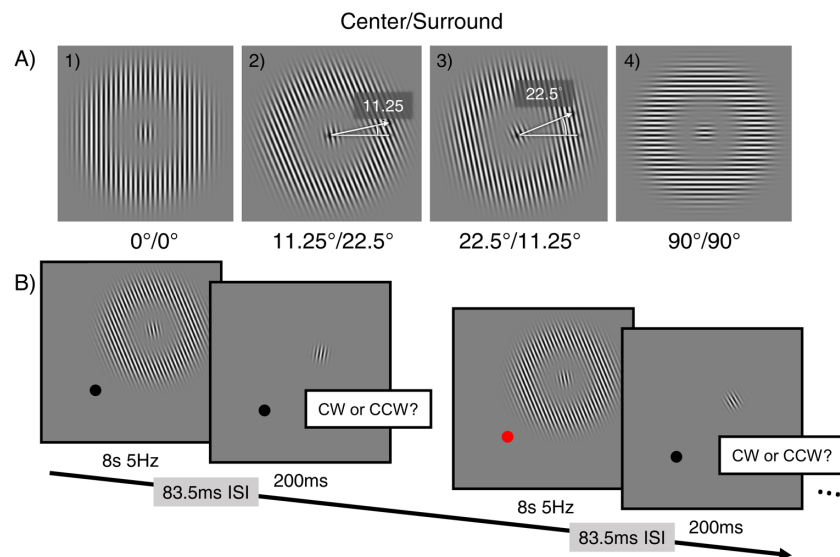 Center/Surround
A)
1)
2)
3)
4)
11.25
22.5°
0°/0°
11.25°/22.5°
22.5°/11.25°
90°/90°
B)
CW or CCW?
CW or CCW?
8s 5Hz
200ms
83.5ms ISI
8s 5Hz
200ms
83.5ms ISI
...